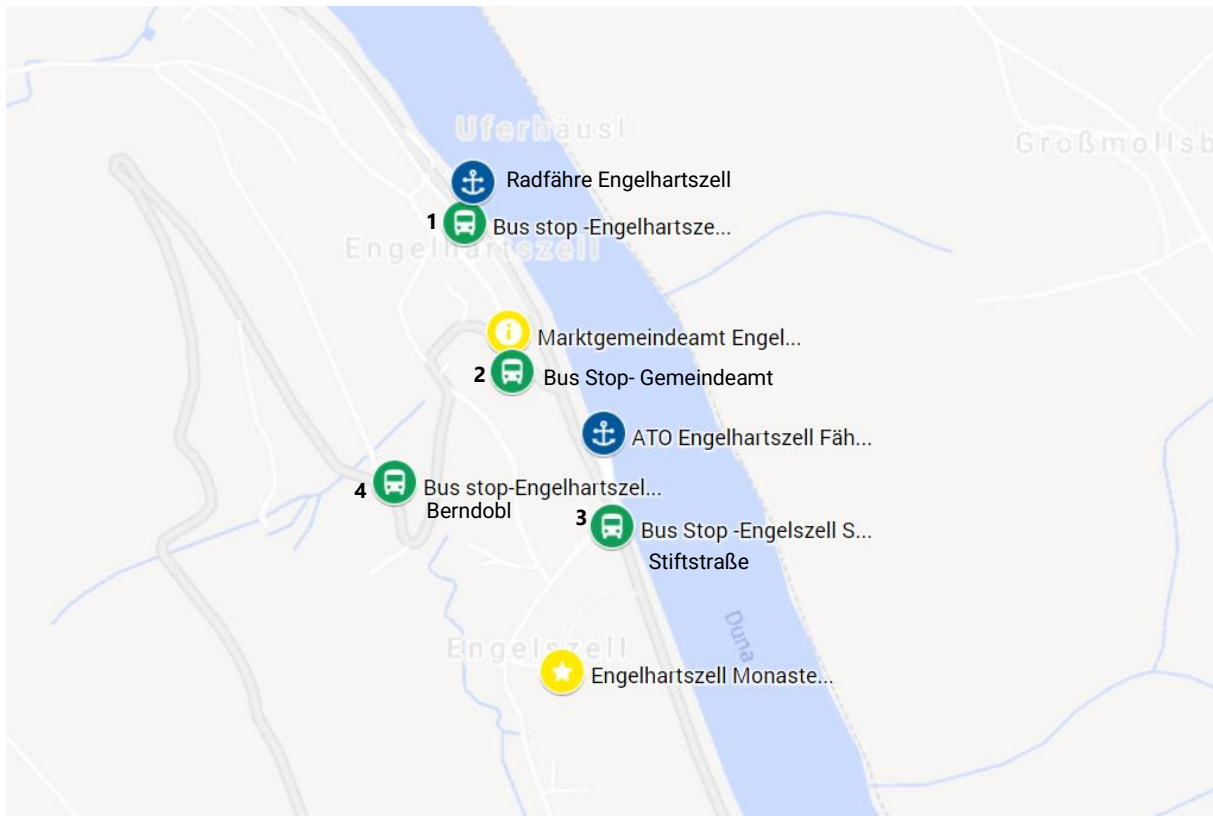 Uferhäusl
Großmollsb
Radfähre Engelhartszell
1
Bus stop -Engelhartsze...
Engelhartszell
Marktgemeindeamt Engel...
2
Bus Stop- Gemeindeamt
ATO Engelhartszell Fäh...
4
Bus stop-Engelhartszel...
Berndobl
3
Bus Stop -Engelszell S...
Stiftstraße
Duna
Engelszell
Engelhartszell Monaste...